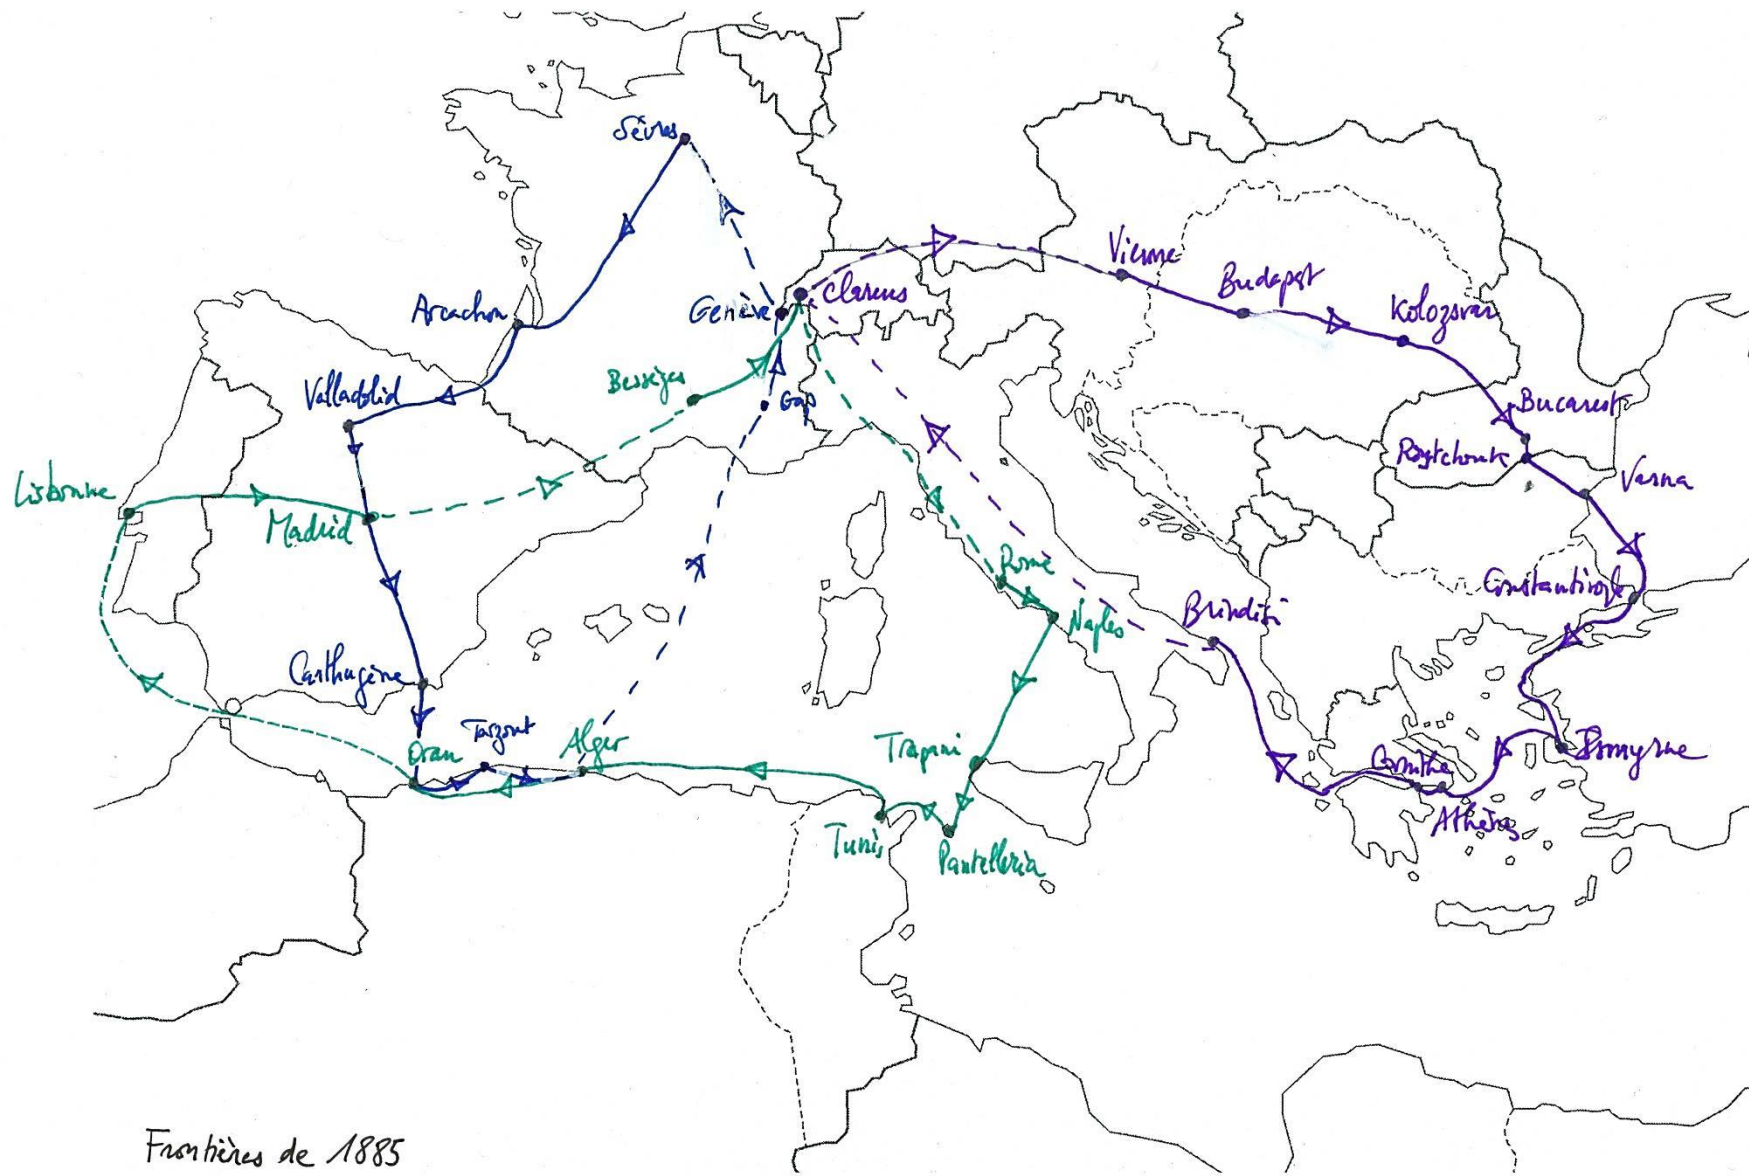 Sèvres
Vienne
Clarens
Budapest
Genève
Arcachon
Kolozsvar
Bessèges
Valladolid
Gap
Bucarest
Roustchouk
Varna
Lisbonne
Madrid
Rome
Constantinople
Naples
Brindisi
Carthagène
Oran
Tarzout
Alger
Trapani
Corinthe
Smyrne
Athènes
Tunis
Pantelleria
Frontières de 1885